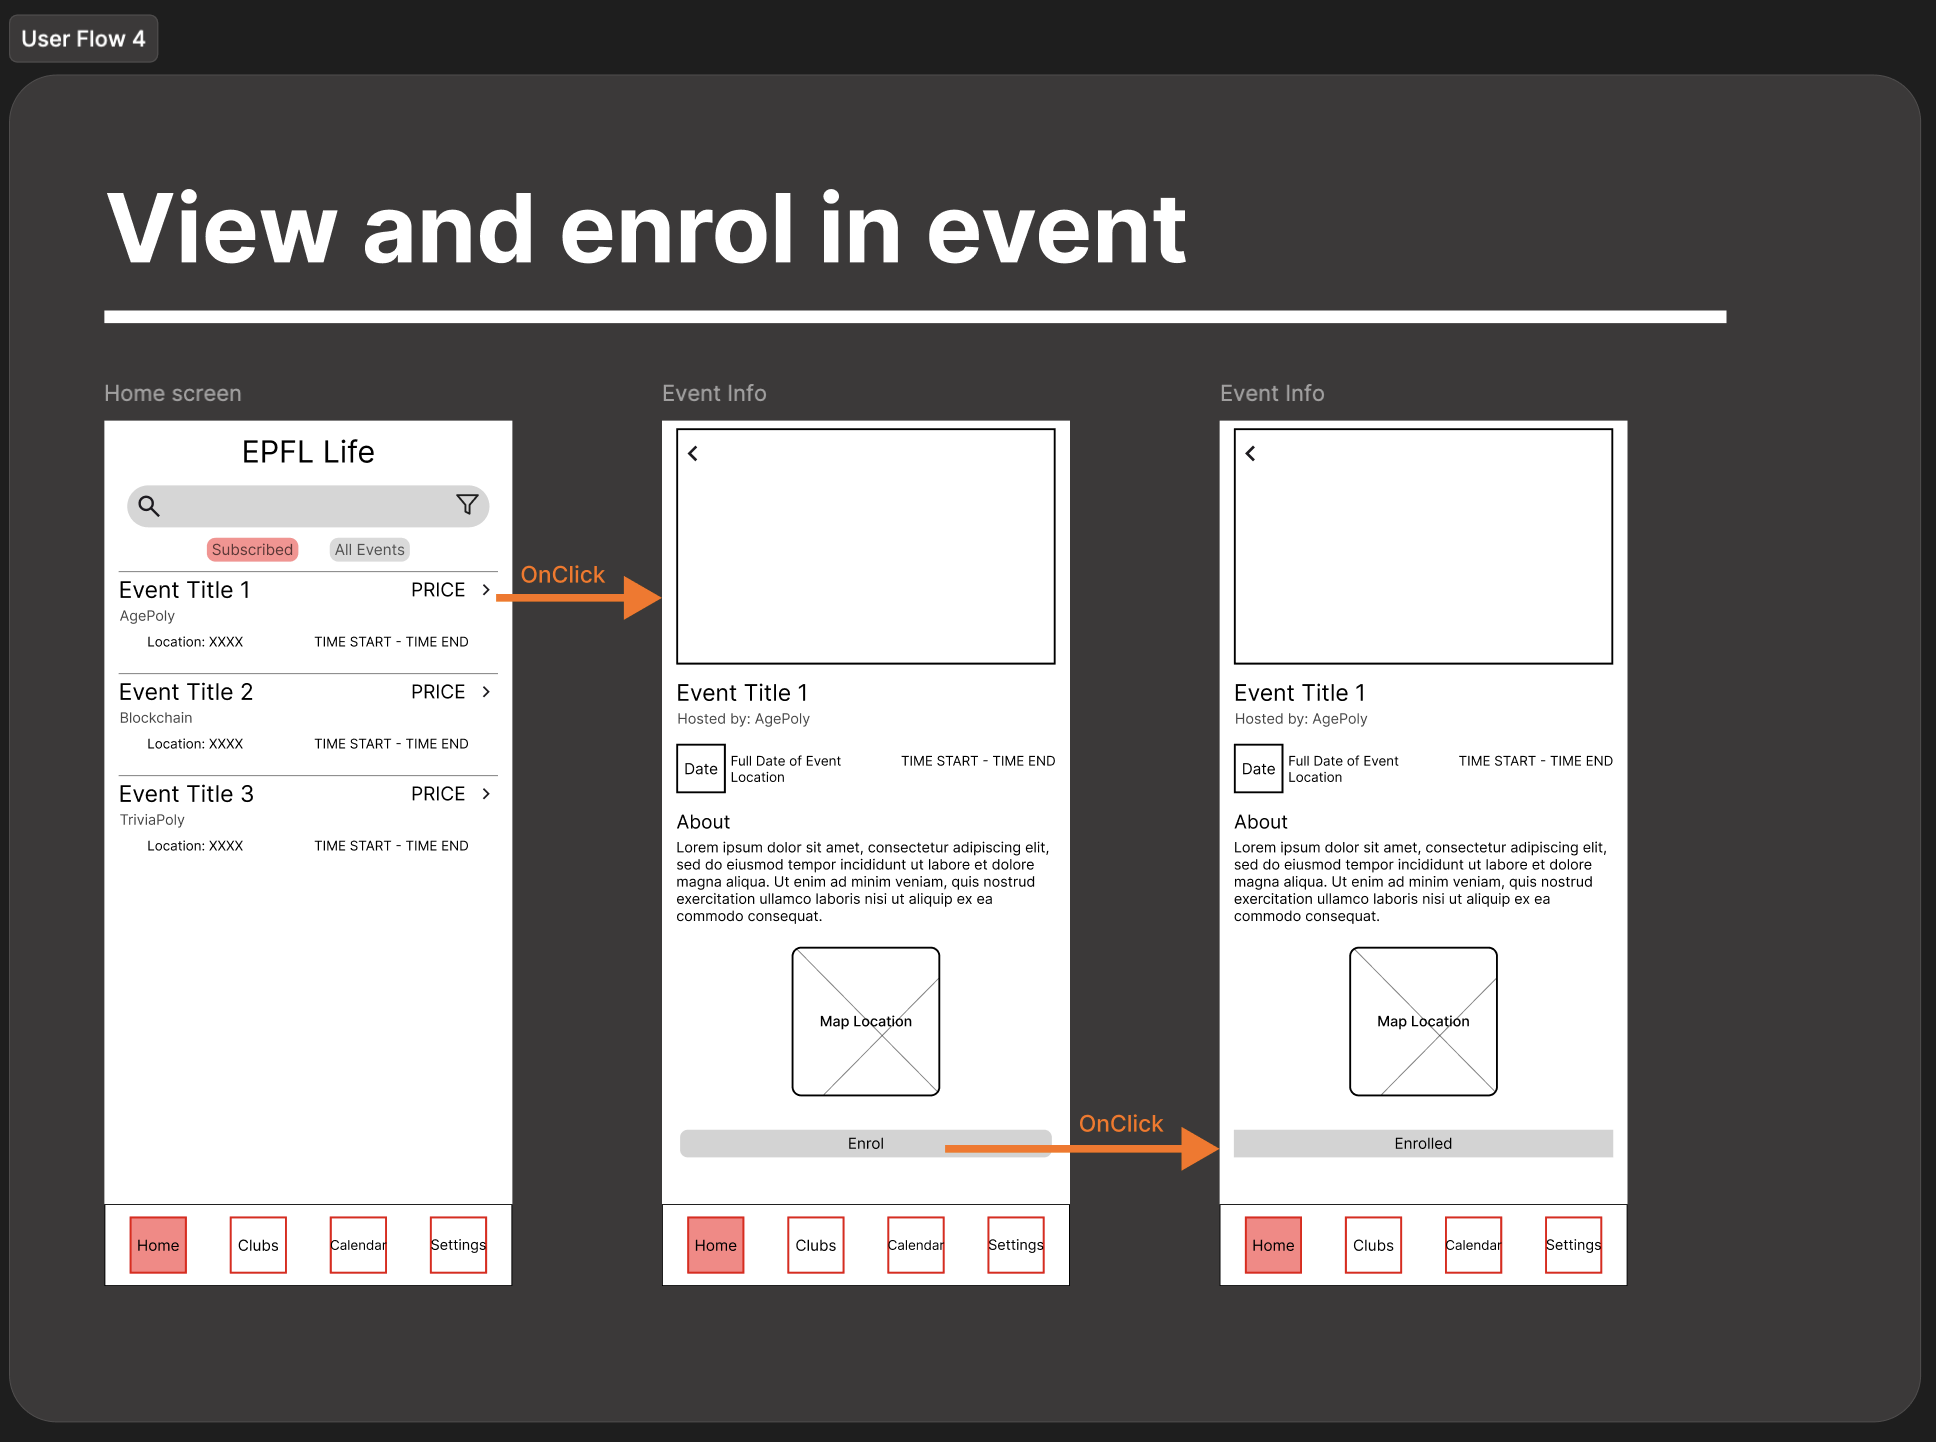 User Flow 4
View and enrol in event
Home screen
EPFL Life
Subscribed
All Events
Event Title 1
PRICE
AgePoly
Location: XXXX
TIME START - TIME END
Event Title 2
PRICE
Blockchain
Location: XXXX
TIME START - TIME END
Event Title 3
PRICE
TriviaPoly
Location: XXXX
TIME START - TIME END
Home
Clubs
Calendar
Settings
OnClick
Event Info
Event Title 1
Hosted by: AgePoly
Date
Full Date of Event
Location
TIME START - TIME END
About
Lorem ipsum dolor sit amet, consectetur adipiscing elit,
sed do eiusmod tempor incididunt ut labore et dolore
magna aliqua. Ut enim ad minim veniam, quis nostrud
exercitation ullamco laboris nisi ut aliquip ex ea
commodo consequat.
Map Location
Enrol
Home
Clubs
Calendar
Settings
OnClick
Event Info
Event Title 1
Hosted by: AgePoly
Date
Full Date of Event
Location
TIME START - TIME END
About
Lorem ipsum dolor sit amet, consectetur adipiscing elit,
sed do eiusmod tempor incididunt ut labore et dolore
magna aliqua. Ut enim ad minim veniam, quis nostrud
exercitation ullamco laboris nisi ut aliquip ex ea
commodo consequat.
Map Location
Enrolled
Home
Clubs
Calendar
Settings